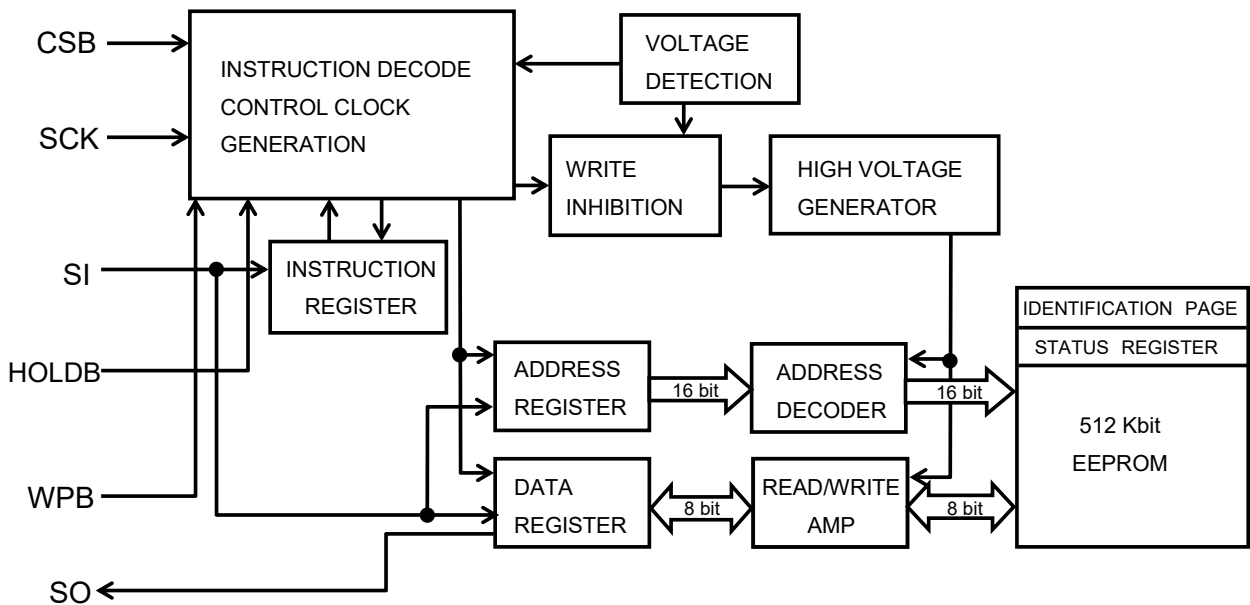 CSB
SCK
SI
HOLDB
WPB
SO
INSTRUCTION DECODE
CONTROL CLOCK
GENERATION
VOLTAGE
DETECTION
WRITE
INHIBITION
HIGH VOLTAGE
GENERATOR
INSTRUCTION
REGISTER
ADDRESS
REGISTER
16 bit
ADDRESS
DECODER
16 bit
DATA
REGISTER
8 bit
READ/WRITE
AMP
8 bit
IDENTIFICATION PAGE
STATUS REGISTER
512 Kbit
EEPROM